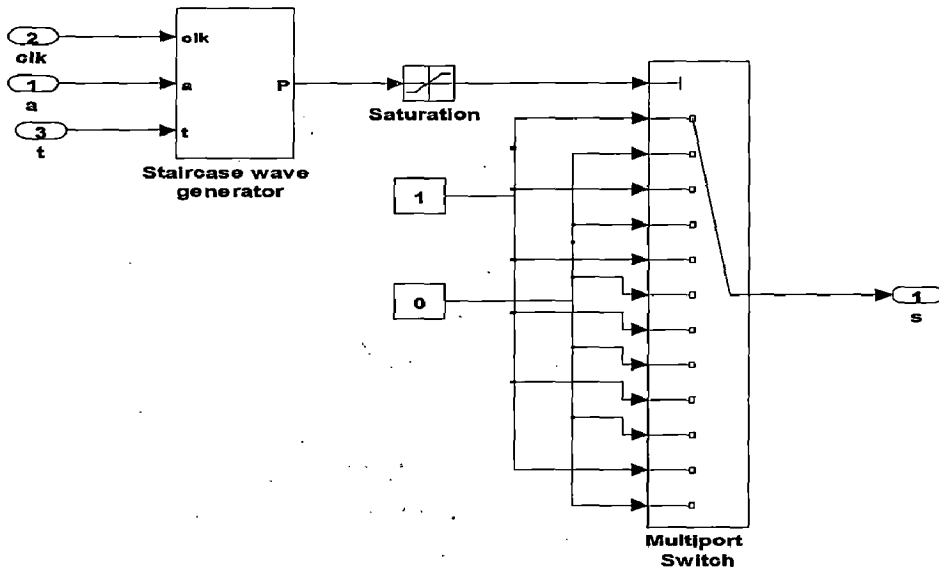 2
clk
1
a
3
t
clk
a
t
P
Staircase wave
generator
Saturation
1
0
1
s
Multiport
Switch